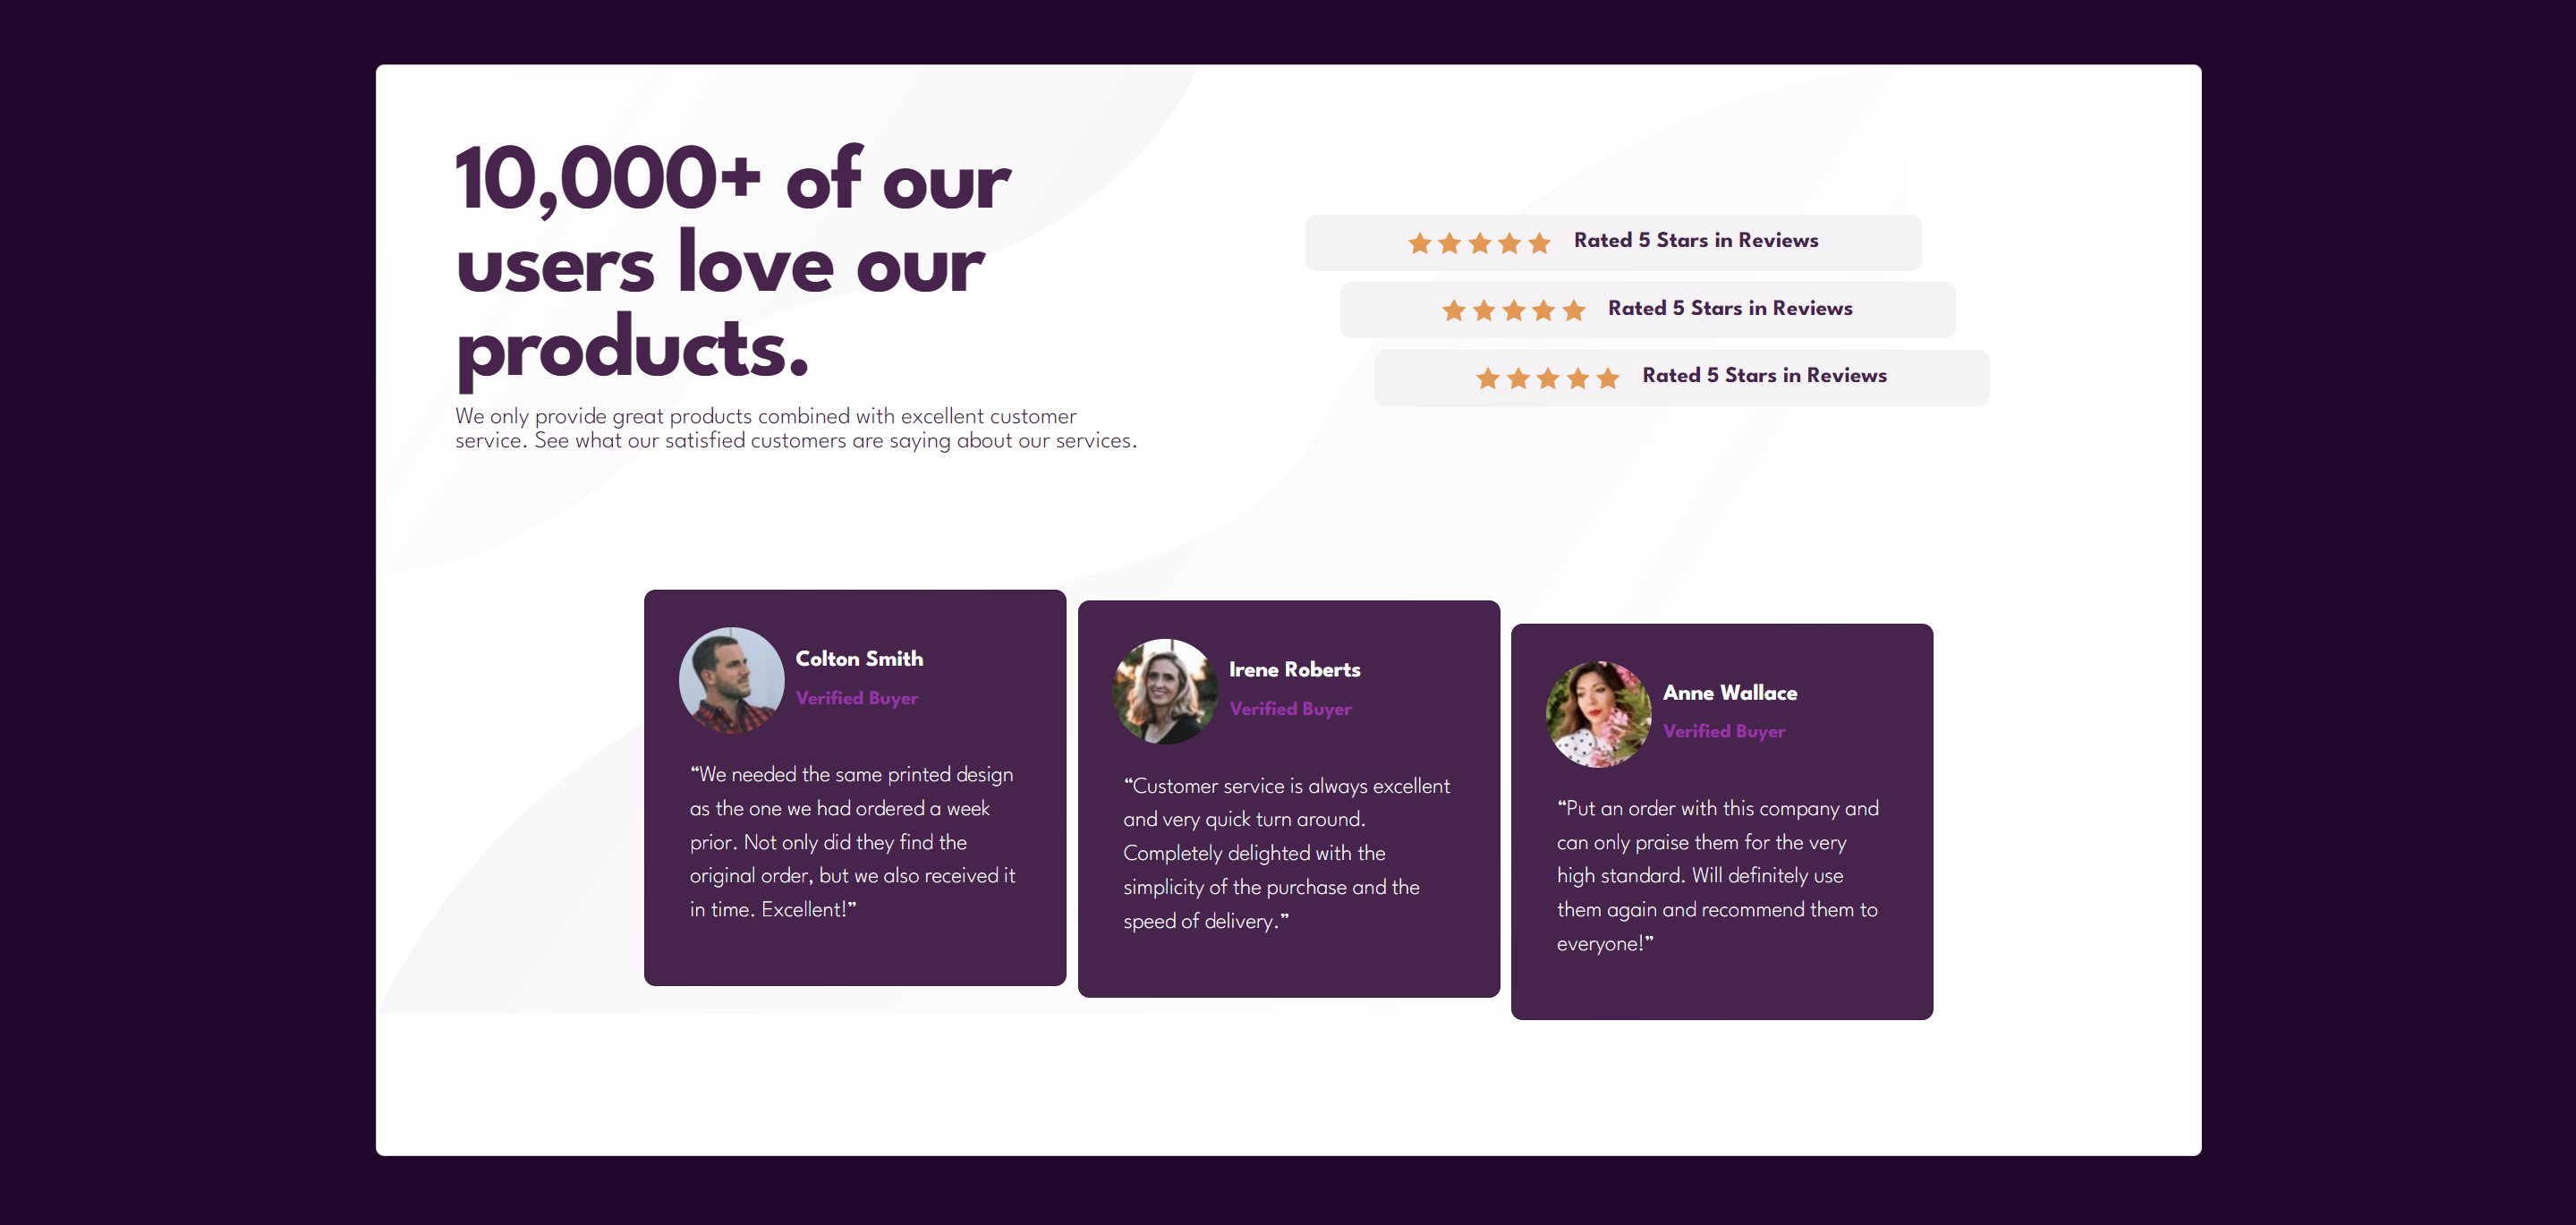 10,000+ of our
users love our
products.
We only provide great products combined with excellent customer
service. See what our satisfied customers are saying about our services.
Rated 5 Stars in Reviews
Rated 5 Stars in Reviews
Rated 5 Stars in Reviews
Colton Smith
Verified Buyer
“We needed the same printed design
as the one we had ordered a week
prior. Not only did they find the
original order, but we also received it
in time. Excellent!”
Irene Roberts
Verified Buyer
“Customer service is always excellent
and very quick turn around.
Completely delighted with the
simplicity of the purchase and the
speed of delivery.”
Anne Wallace
Verified Buyer
“Put an order with this company and
can only praise them for the very
high standard. Will definitely use
them again and recommend them to
everyone!”